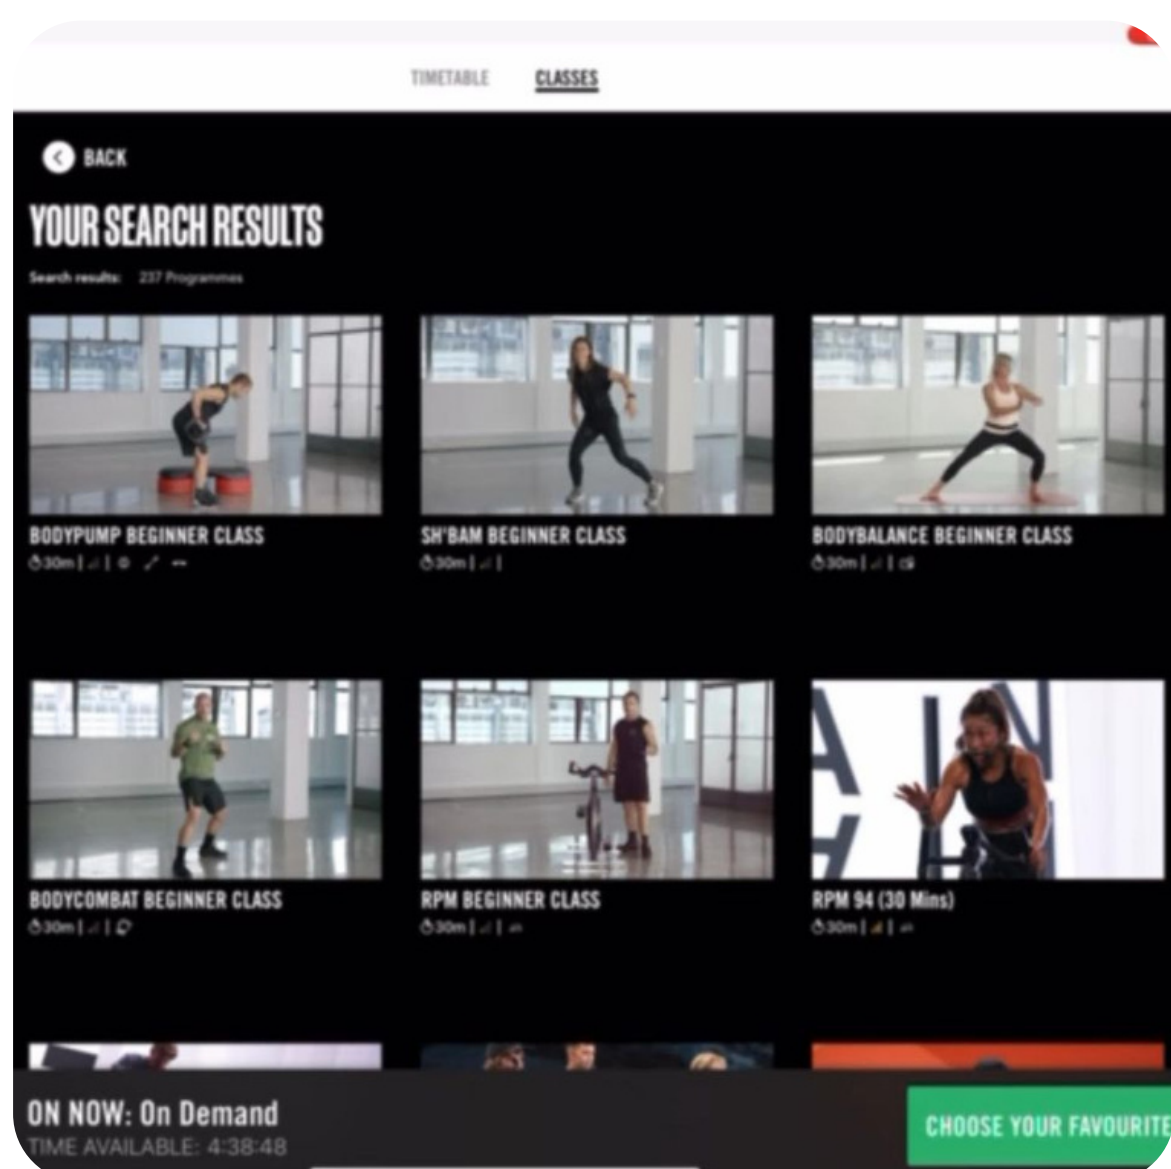 TIMETABLE CLASSES
BACK
YOUR SEARCH RESULTS
Search results: 237 Programmes
BODYPUMP BEGINNER CLASS
30m
SH'BAM BEGINNER CLASS
30m
BODYBALANCE BEGINNER CLASS
30m
BODYCOMBAT BEGINNER CLASS
30m
RPM BEGINNER CLASS
30m
RPM 94 (30 Mins)
30m
ON NOW: On Demand
TIME AVAILABLE: 4:38:48
CHOOSE YOUR FAVOURITE